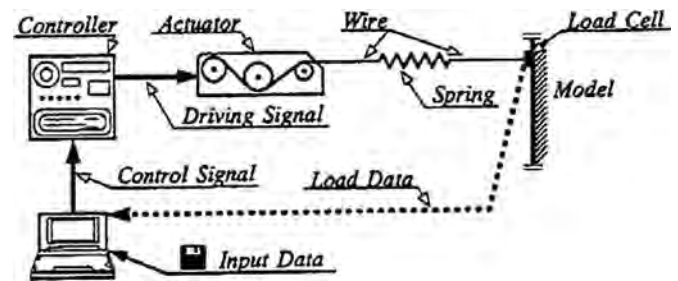 Controller
Actuator
Wire
Load Cell
Driving Signal
Spring
Model
Control Signal
Load Data
Input Data